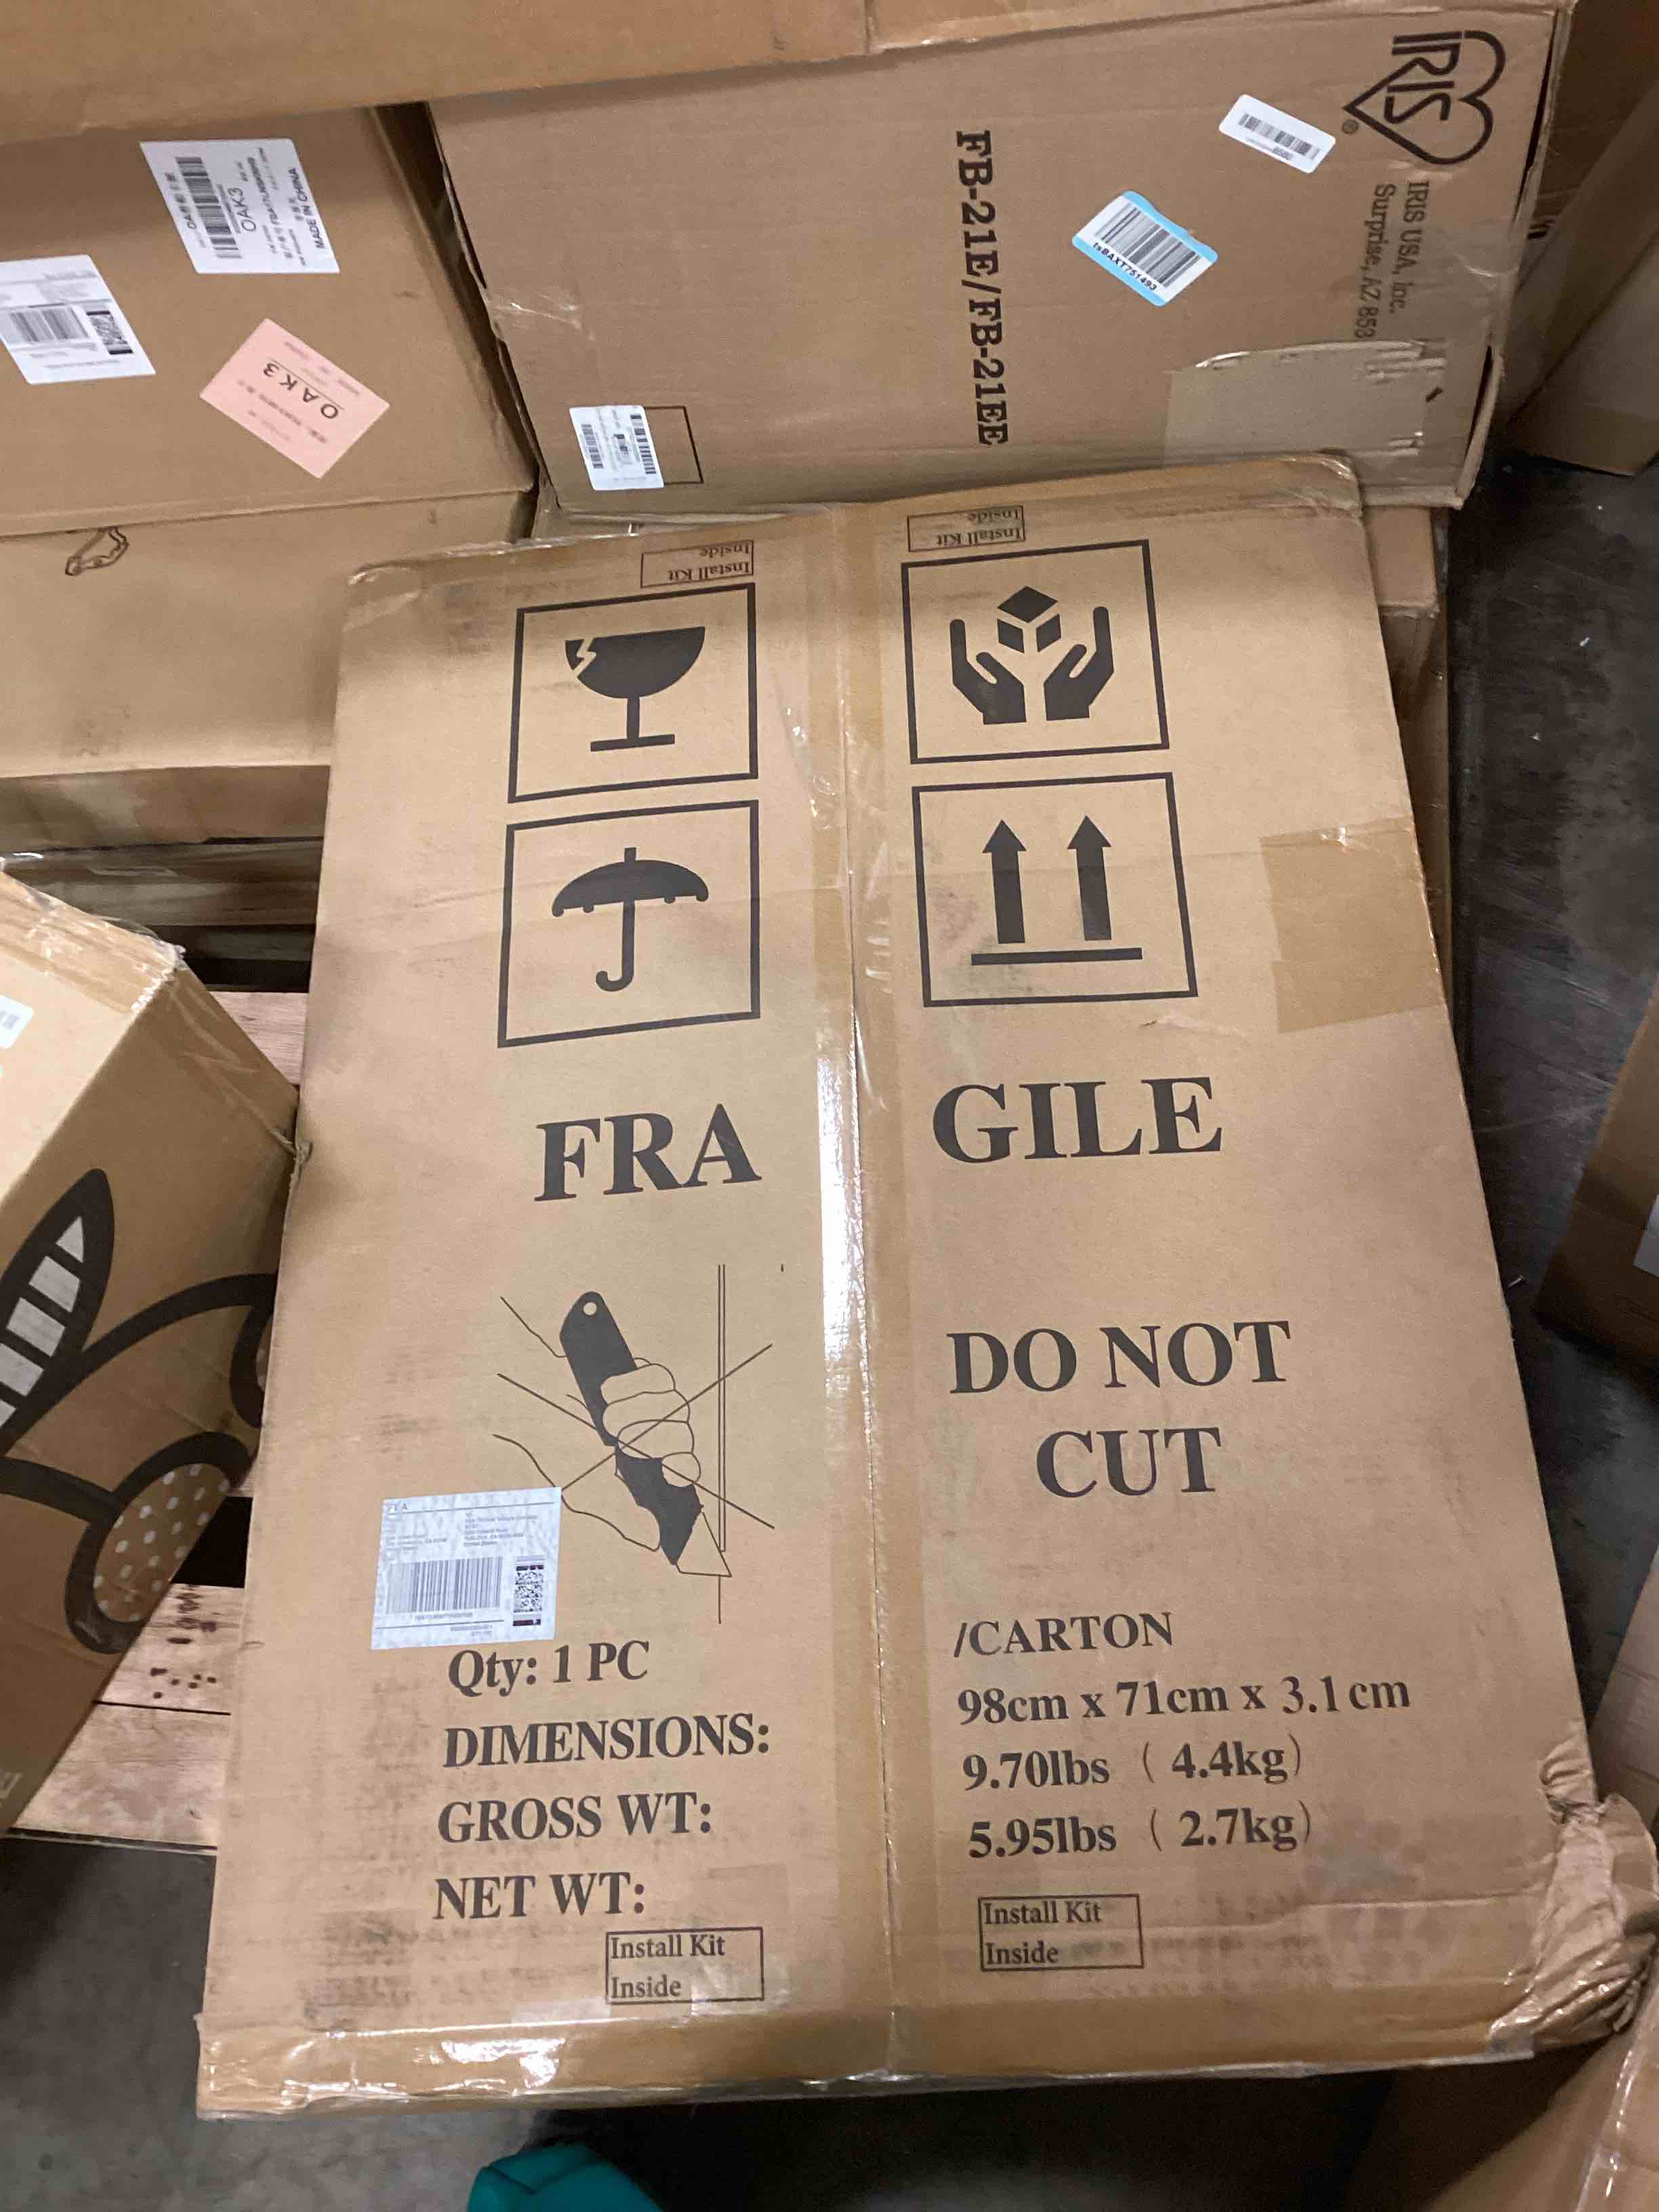 IRIS
IRIS USA, Inc.
Surprise, AZ 853
FB-21E/FB-21EE
tsBAXT751493
OAK3
MADE IN CHINA
OAK3
Install Kit
Inside
Install Kit
Inside
FRA GILE
DO NOT
CUT
Qty: 1 PC /CARTON
DIMENSIONS: 98cm x 71cm x 3.1cm
GROSS WT: 9.70lbs ( 4.4kg)
NET WT: 5.95lbs ( 2.7kg)
Install Kit
Inside
Install Kit
Inside